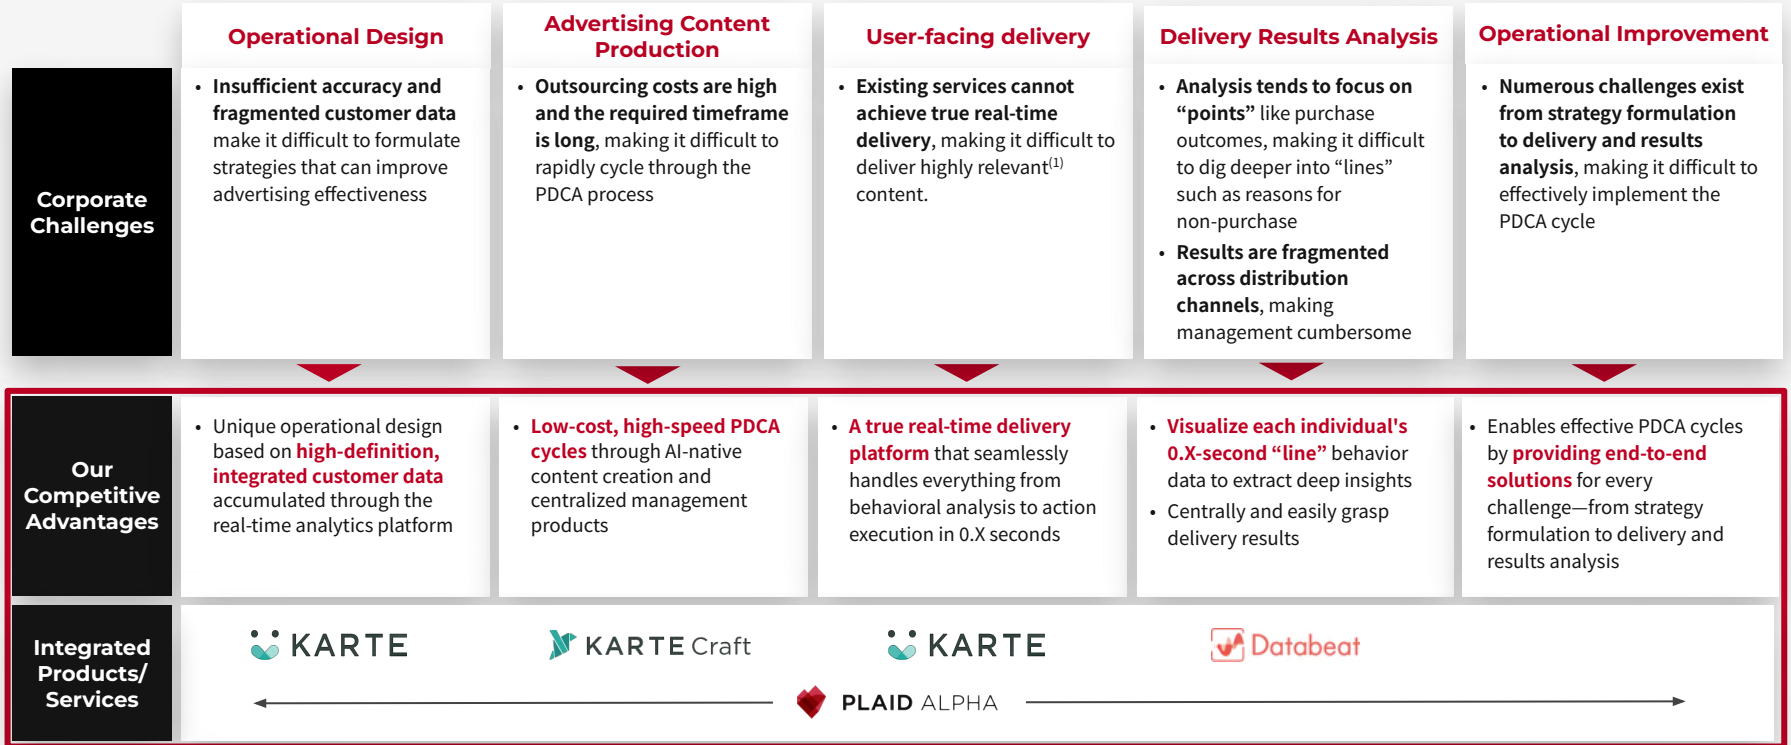 Operational Design
Advertising Content
Production
User-facing delivery
Delivery Results Analysis
Operational Improvement
Corporate
Challenges
• Insufficient accuracy and
fragmented customer data
make it difficult to formulate
strategies that can improve
advertising effectiveness
• Outsourcing costs are high
and the required timeframe
is long, making it difficult to
rapidly cycle through the
PDCA process
• Existing services cannot
achieve true real-time
delivery, making it difficult to
deliver highly relevant(1)
content.
• Analysis tends to focus on
“points” like purchase
outcomes, making it difficult
to dig deeper into “lines”
such as reasons for
non-purchase
• Results are fragmented
across distribution
channels, making
management cumbersome
• Numerous challenges exist
from strategy formulation
to delivery and results
analysis, making it difficult to
effectively implement the
PDCA cycle
Our
Competitive
Advantages
• Unique operational design
based on high-definition,
integrated customer data
accumulated through the
real-time analytics platform
• Low-cost, high-speed PDCA
cycles through AI-native
content creation and
centralized management
products
• A true real-time delivery
platform that seamlessly
handles everything from
behavioral analysis to action
execution in 0.X seconds
• Visualize each individual's
0.X-second “line” behavior
data to extract deep insights
• Centrally and easily grasp
delivery results
• Enables effective PDCA cycles
by providing end-to-end
solutions for every
challenge—from strategy
formulation to delivery and
results analysis
Integrated
Products/
Services
KARTE
KARTE Craft
KARTE
Databeat
PLAID ALPHA